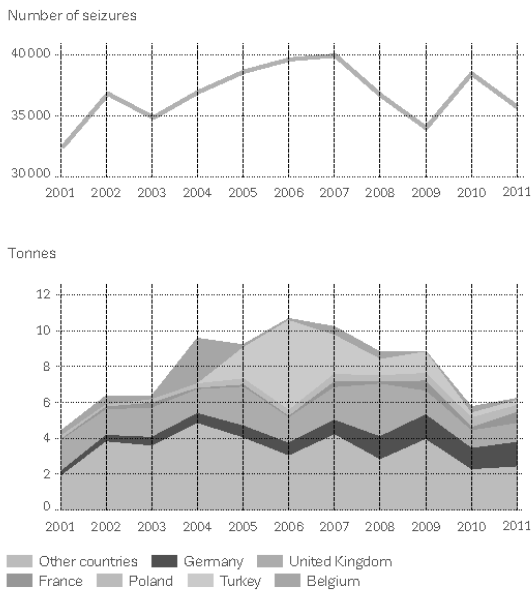 Number of seizures
40 000
35 000
30 000
2001 2002 2003 2004 2005 2006 2007 2008 2009 2010 2011
Tonnes
12
10
8
6
4
2
0
2001 2002 2003 2004 2005 2006 2007 2008 2009 2010 2011
Other countries Germany United Kingdom
France Poland Turkey Belgium